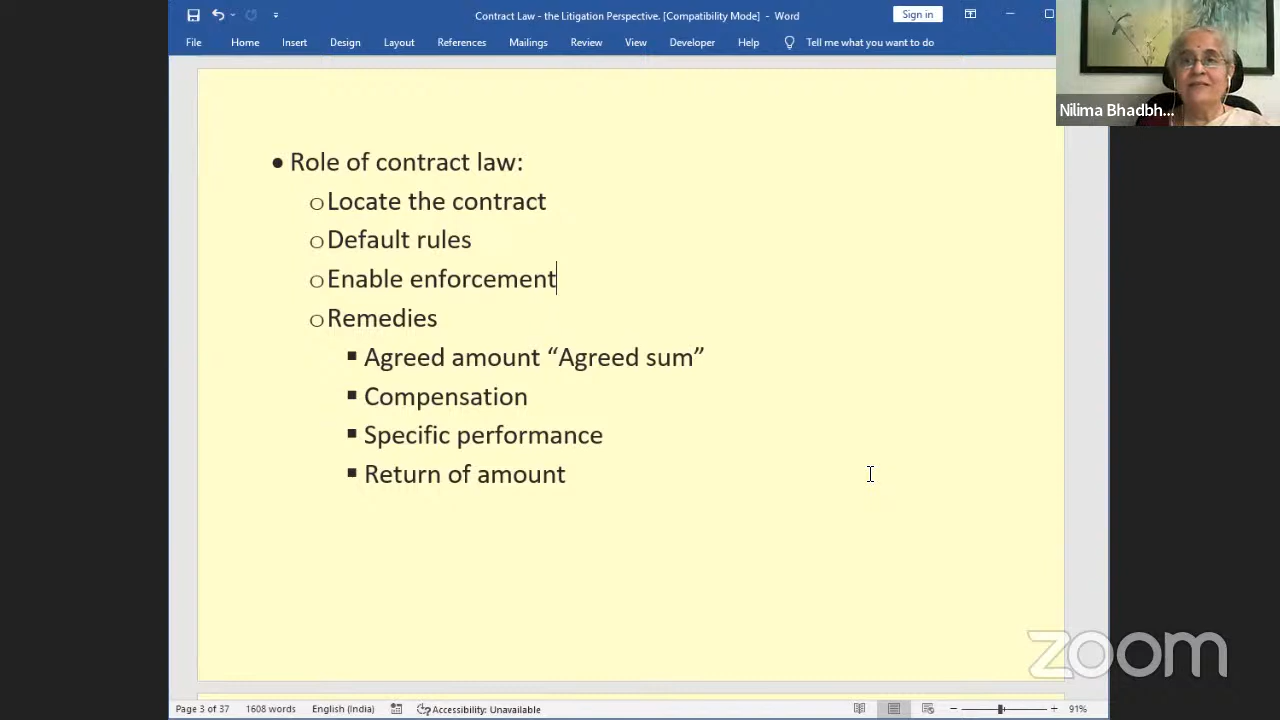 Contract Law - the Litigation Perspective. [Compatibility Mode] - Word
Sign in
File Home Insert Design Layout References Mailings Review View Developer Help Tell me what you want to do
Nilima Bhadbh...
• Role of contract law:
o Locate the contract
o Default rules
o Enable enforcement
o Remedies
▪ Agreed amount “Agreed sum”
▪ Compensation
▪ Specific performance
▪ Return of amount
zoom
Page 3 of 37 1608 words English (India) Accessibility: Unavailable 91%